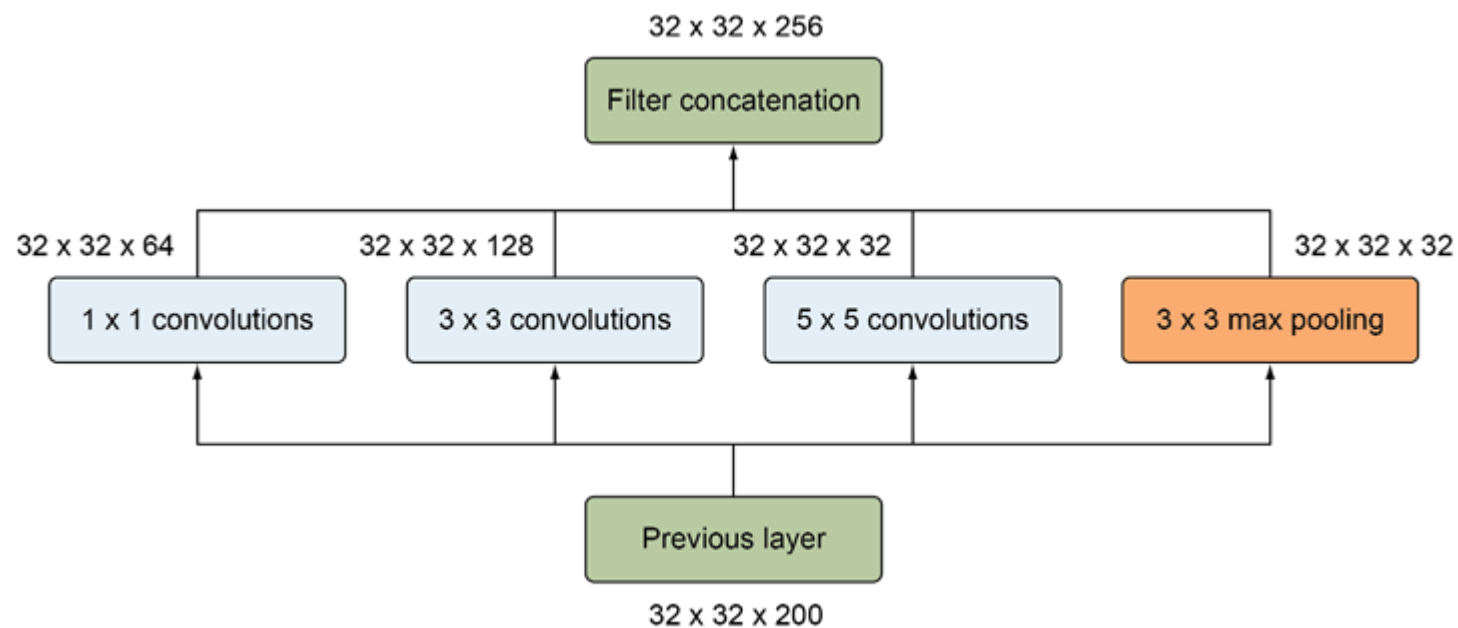 32 x 32 x 256
Filter concatenation
32 x 32 x 64
32 x 32 x 128
32 x 32 x 32
32 x 32 x 32
1 x 1 convolutions
3 x 3 convolutions
5 x 5 convolutions
3 x 3 max pooling
Previous layer
32 x 32 x 200